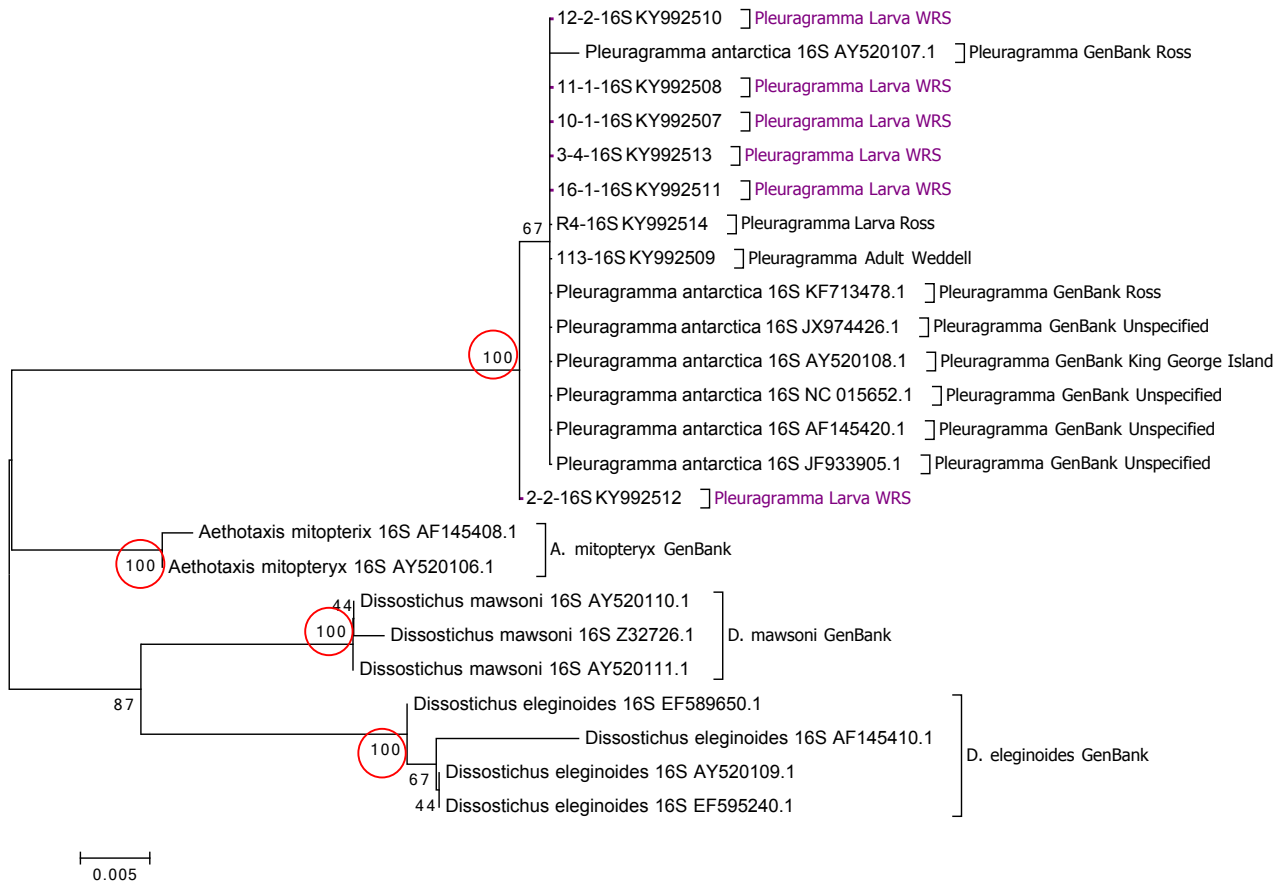 12-2-16S KY992510 Pleuragramma Larva WRS
Pleuragramma antarctica 16S AY520107.1 Pleuragramma GenBank Ross
11-1-16S KY992508 Pleuragramma Larva WRS
10-1-16S KY992507 Pleuragramma Larva WRS
3-4-16S KY992513 Pleuragramma Larva WRS
16-1-16S KY992511 Pleuragramma Larva WRS
67 R4-16S KY992514 Pleuragramma Larva Ross
113-16S KY992509 Pleuragramma Adult Weddell
Pleuragramma antarctica 16S KF713478.1 Pleuragramma GenBank Ross
Pleuragramma antarctica 16S JX974426.1 Pleuragramma GenBank Unspecified
100 Pleuragramma antarctica 16S AY520108.1 Pleuragramma GenBank King George Island
Pleuragramma antarctica 16S NC 015652.1 Pleuragramma GenBank Unspecified
Pleuragramma antarctica 16S AF145420.1 Pleuragramma GenBank Unspecified
Pleuragramma antarctica 16S JF933905.1 Pleuragramma GenBank Unspecified
2-2-16S KY992512 Pleuragramma Larva WRS
Aethotaxis mitopterix 16S AF145408.1
A. mitopteryx GenBank
100 Aethotaxis mitopteryx 16S AY520106.1
44 Dissostichus mawsoni 16S AY520110.1
100 Dissostichus mawsoni 16S Z32726.1 D. mawsoni GenBank
Dissostichus mawsoni 16S AY520111.1
87 Dissostichus eleginoides 16S EF589650.1
100 Dissostichus eleginoides 16S AF145410.1
D. eleginoides GenBank
67 Dissostichus eleginoides 16S AY520109.1
44 Dissostichus eleginoides 16S EF595240.1
0.005